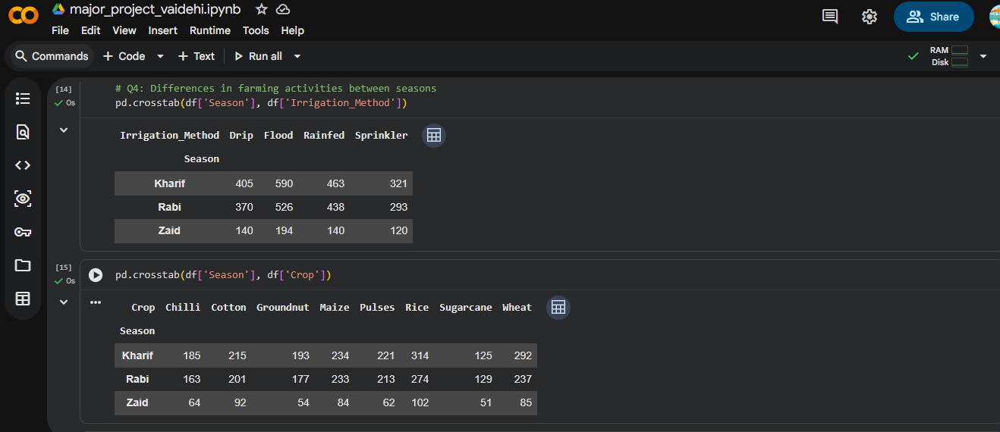 major_project_vaidehi.ipynb
File Edit View Insert Runtime Tools Help
Share
Commands + Code + Text Run all
RAM
Disk
[14]
0s
# Q4: Differences in farming activities between seasons
pd.crosstab(df['Season'], df['Irrigation_Method'])
Irrigation_Method Drip Flood Rainfed Sprinkler
Season
Kharif 405 590 463 321
Rabi 370 526 438 293
Zaid 140 194 140 120
[15]
0s
pd.crosstab(df['Season'], df['Crop'])
Crop Chilli Cotton Groundnut Maize Pulses Rice Sugarcane Wheat
Season
Kharif 185 215 193 234 221 314 125 292
Rabi 163 201 177 233 213 274 129 237
Zaid 64 92 54 84 62 102 51 85